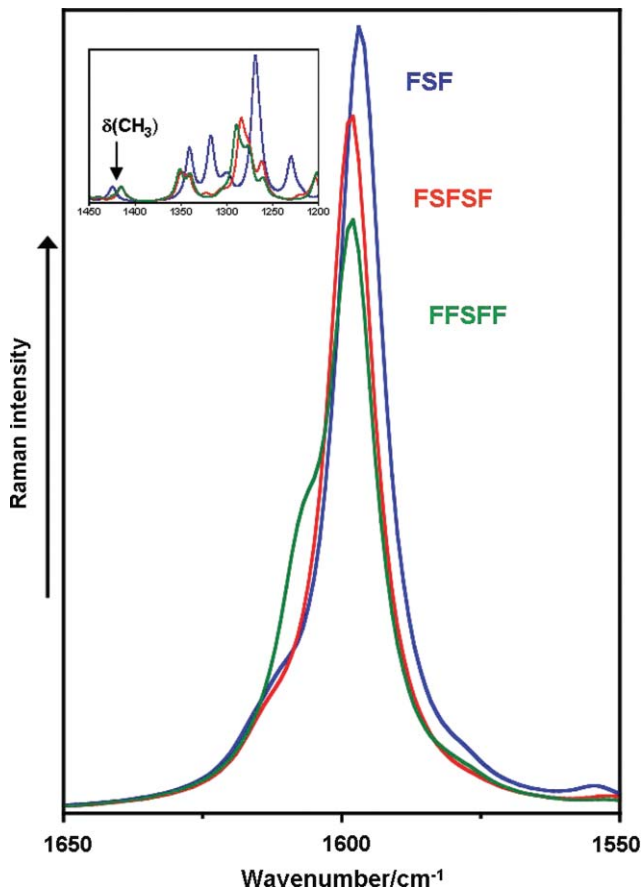 δ(CH₃)
1450 1400 1350 1300 1250 1200
FSF
FSFSF
FFSFF
Raman intensity
1650 1600 1550
Wavenumber/cm⁻¹